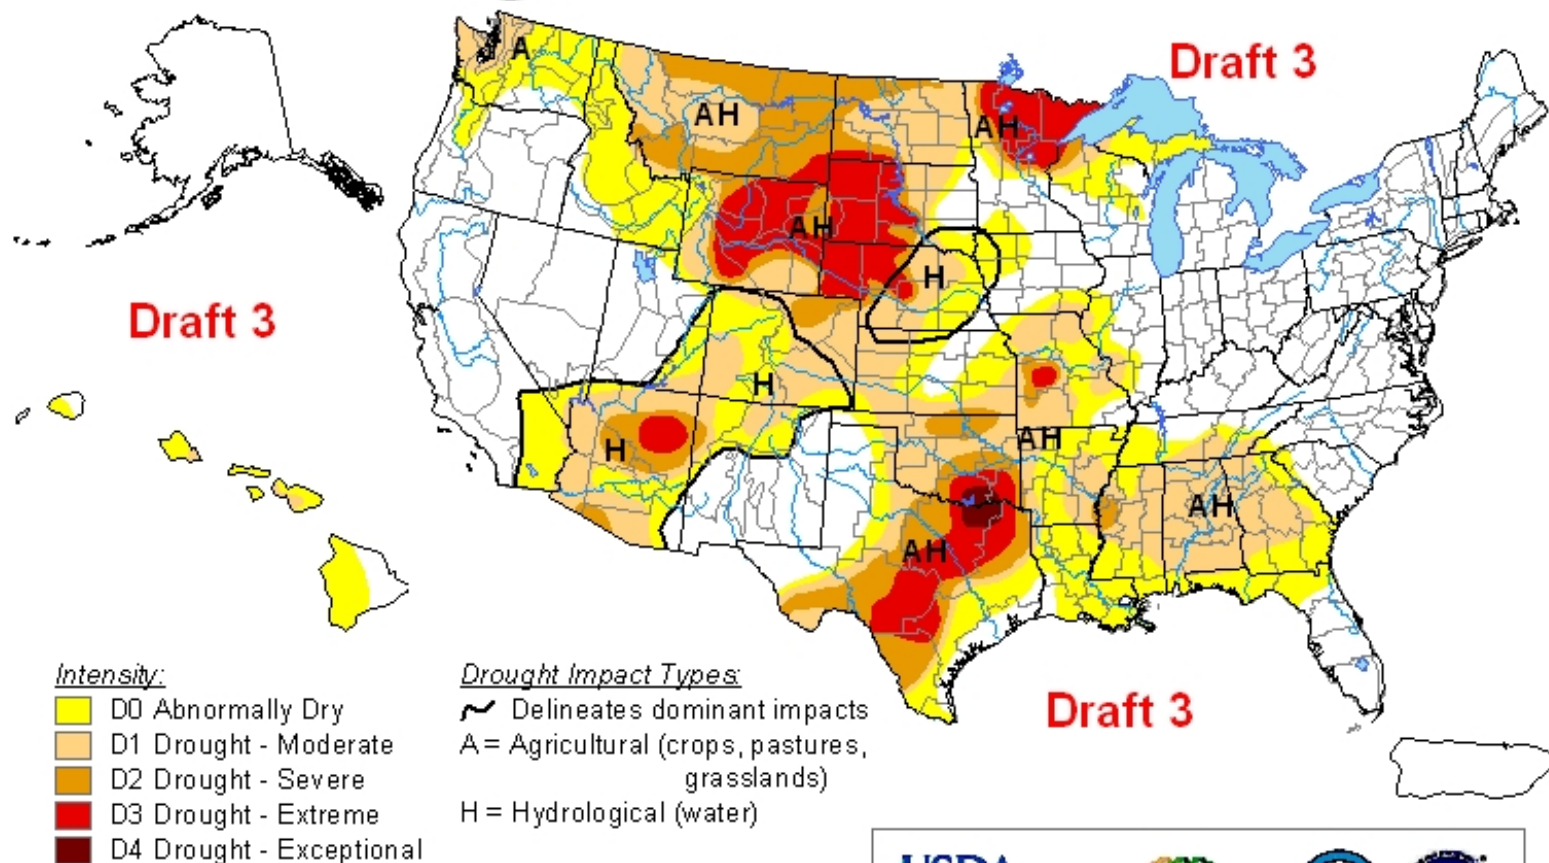 Draft 3
A
AH
AH
AH
H
Draft 3
H
H
AH
AH
AH
Draft 3
Intensity:
D0 Abnormally Dry
D1 Drought - Moderate
D2 Drought - Severe
D3 Drought - Extreme
D4 Drought - Exceptional
Drought Impact Types:
Delineates dominant impacts
A = Agricultural (crops, pastures,
grasslands)
H = Hydrological (water)
USDA